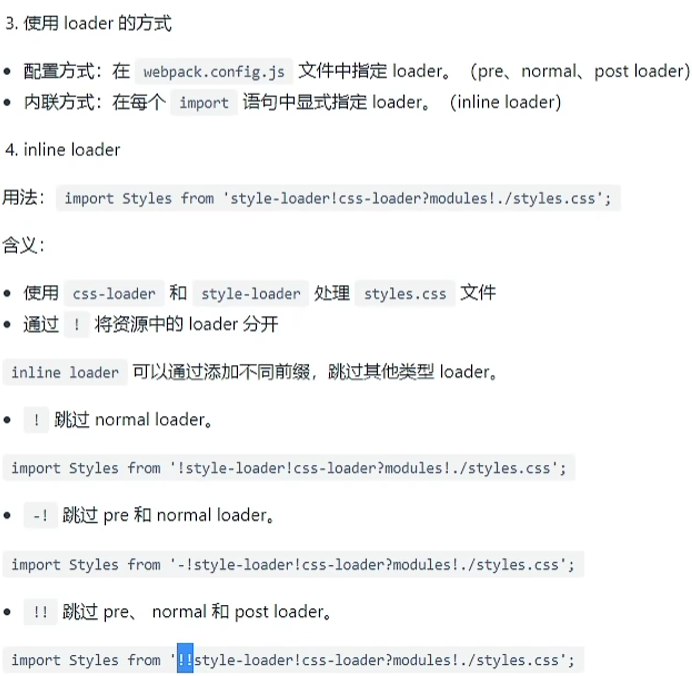 3. 使用 loader 的方式
• 配置方式：在 webpack.config.js 文件中指定 loader。（pre、normal、post loader）
• 内联方式：在每个 import 语句中显式指定 loader。（inline loader）
4. inline loader
用法： import Styles from 'style-loader!css-loader?modules!./styles.css';
含义：
• 使用 css-loader 和 style-loader 处理 styles.css 文件
• 通过 ! 将资源中的 loader 分开
inline loader 可以通过添加不同前缀，跳过其他类型 loader。
• ! 跳过 normal loader。
import Styles from '!style-loader!css-loader?modules!./styles.css';
• -! 跳过 pre 和 normal loader。
import Styles from '-!style-loader!css-loader?modules!./styles.css';
• !! 跳过 pre、 normal 和 post loader。
import Styles from '!!style-loader!css-loader?modules!./styles.css';